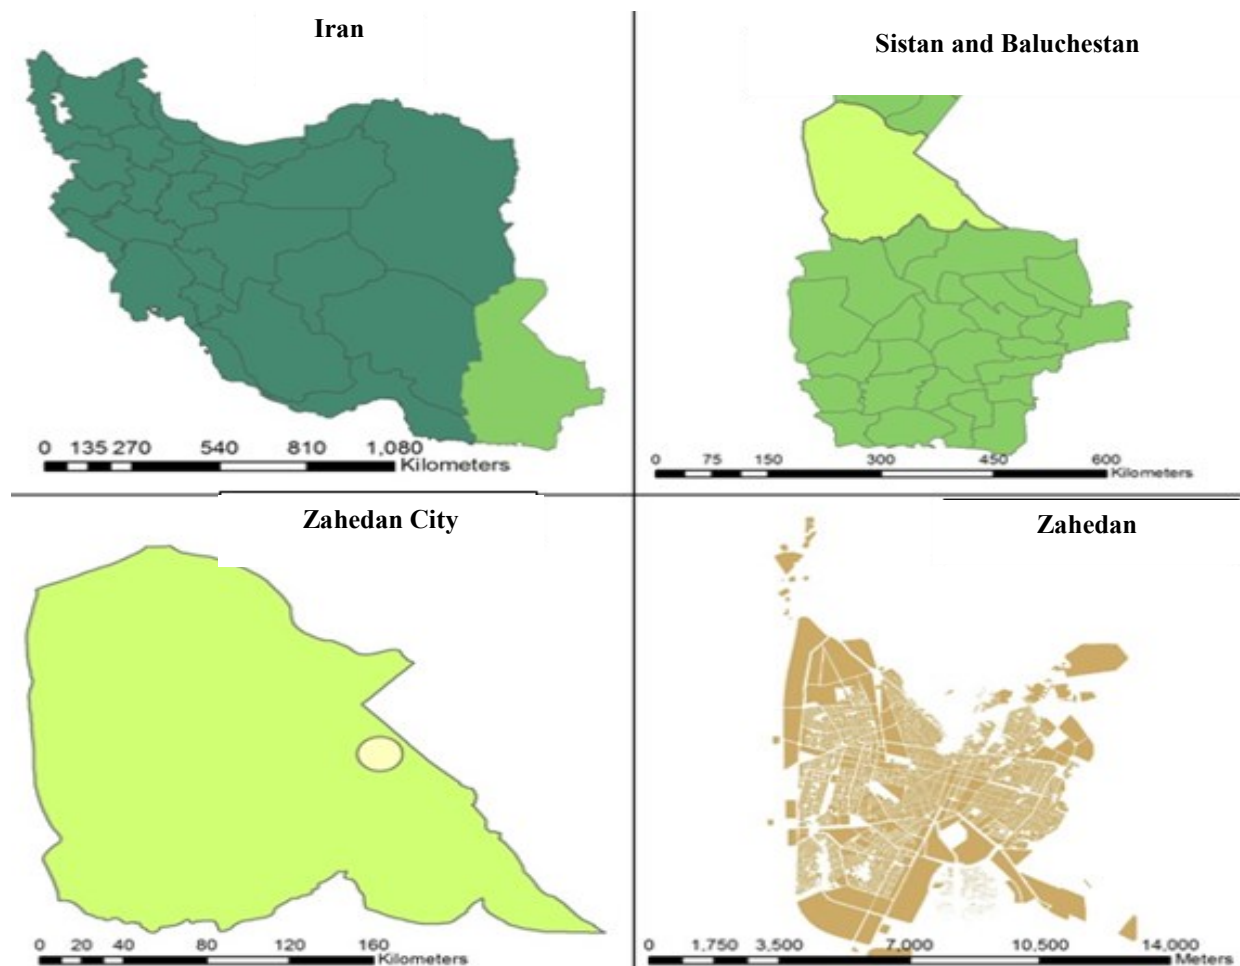 Iran
0 135 270 540 810 1,080
Kilometers
Sistan and Baluchestan
0 75 150 300 450 600
Kilometers
Zahedan City
0 20 40 80 120 160
Kilometers
Zahedan
0 1,750 3,500 7,000 10,500 14,000
Meters